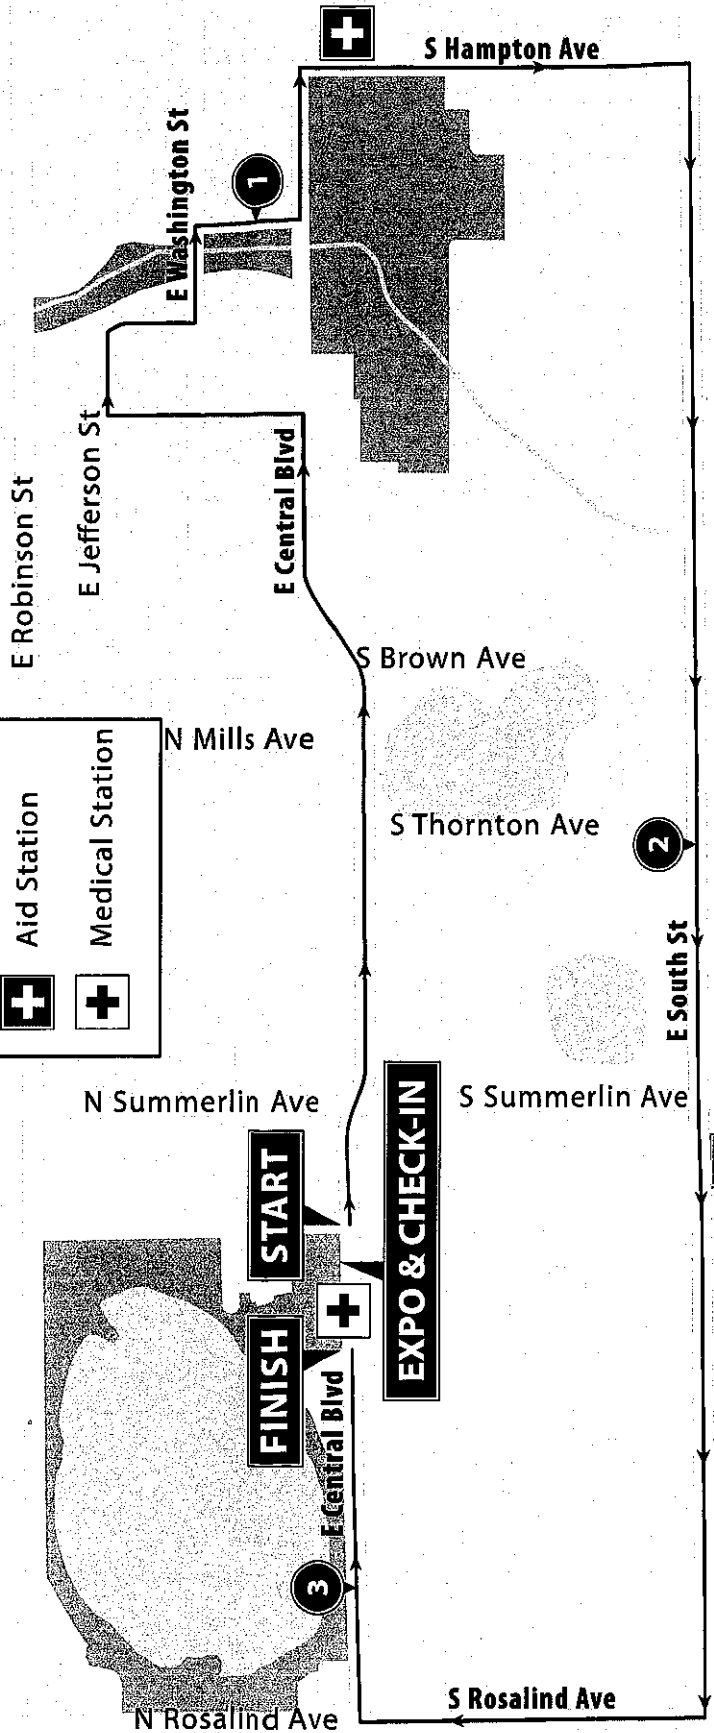 S Hampton Ave
E Washington St
1
E Robinson St
E Jefferson St
E Central Blvd
Aid Station
Medical Station
N Mills Ave
S Brown Ave
S Thornton Ave
2
E South St
N Summerlin Ave
S Summerlin Ave
START
EXPO & CHECK-IN
FINISH
E Central Blvd
3
N Rosalind Ave
S Rosalind Ave